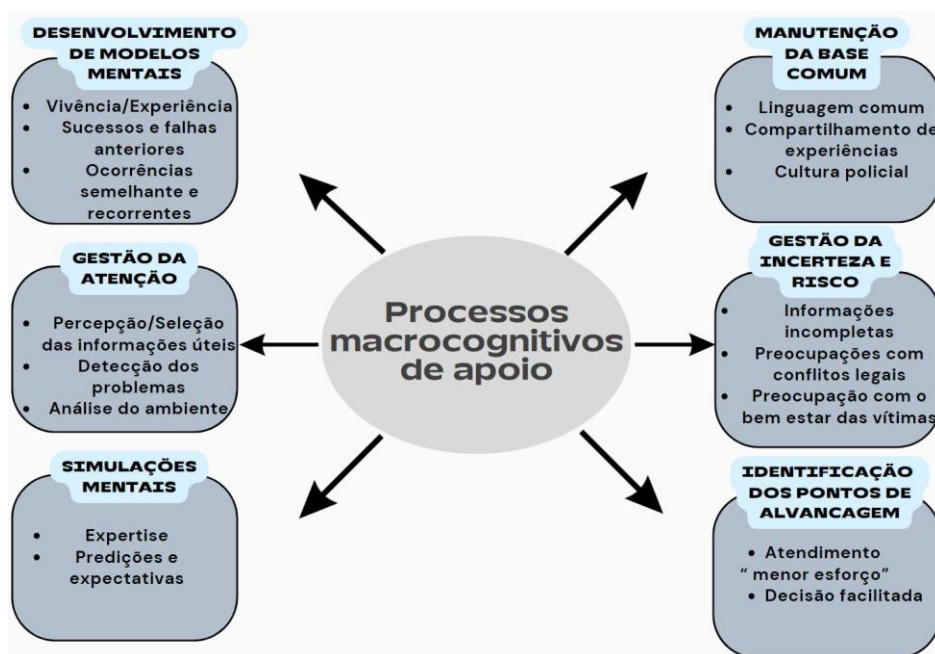 DESENVOLVIMENTO
DE MODELOS
MENTAIS
• Vivência/Experiência
• Sucessos e falhas
anteriores
• Ocorrências
semelhante e
recorrentes
GESTÃO DA
ATENÇÃO
• Percepção/Seleção
das informações úteis
• Detecção dos
problemas
• Análise do ambiente
SIMULAÇÕES
MENTAIS
• Expertise
• Predições e
expectativas
Processos
macrocognitivos
de apoio
MANUTENÇÃO
DA BASE
COMUM
• Linguagem comum
• Compartilhamento de
experiências
• Cultura policial
GESTÃO DA
INCERTEZA E
RISCO
• Informações
incompletas
• Preocupações com
conflitos legais
• Preocupação com o
bem estar das vítimas
IDENTIFICAÇÃO
DOS PONTOS DE
ALVANCAGEM
• Atendimento
“ menor esforço”
• Decisão facilitada